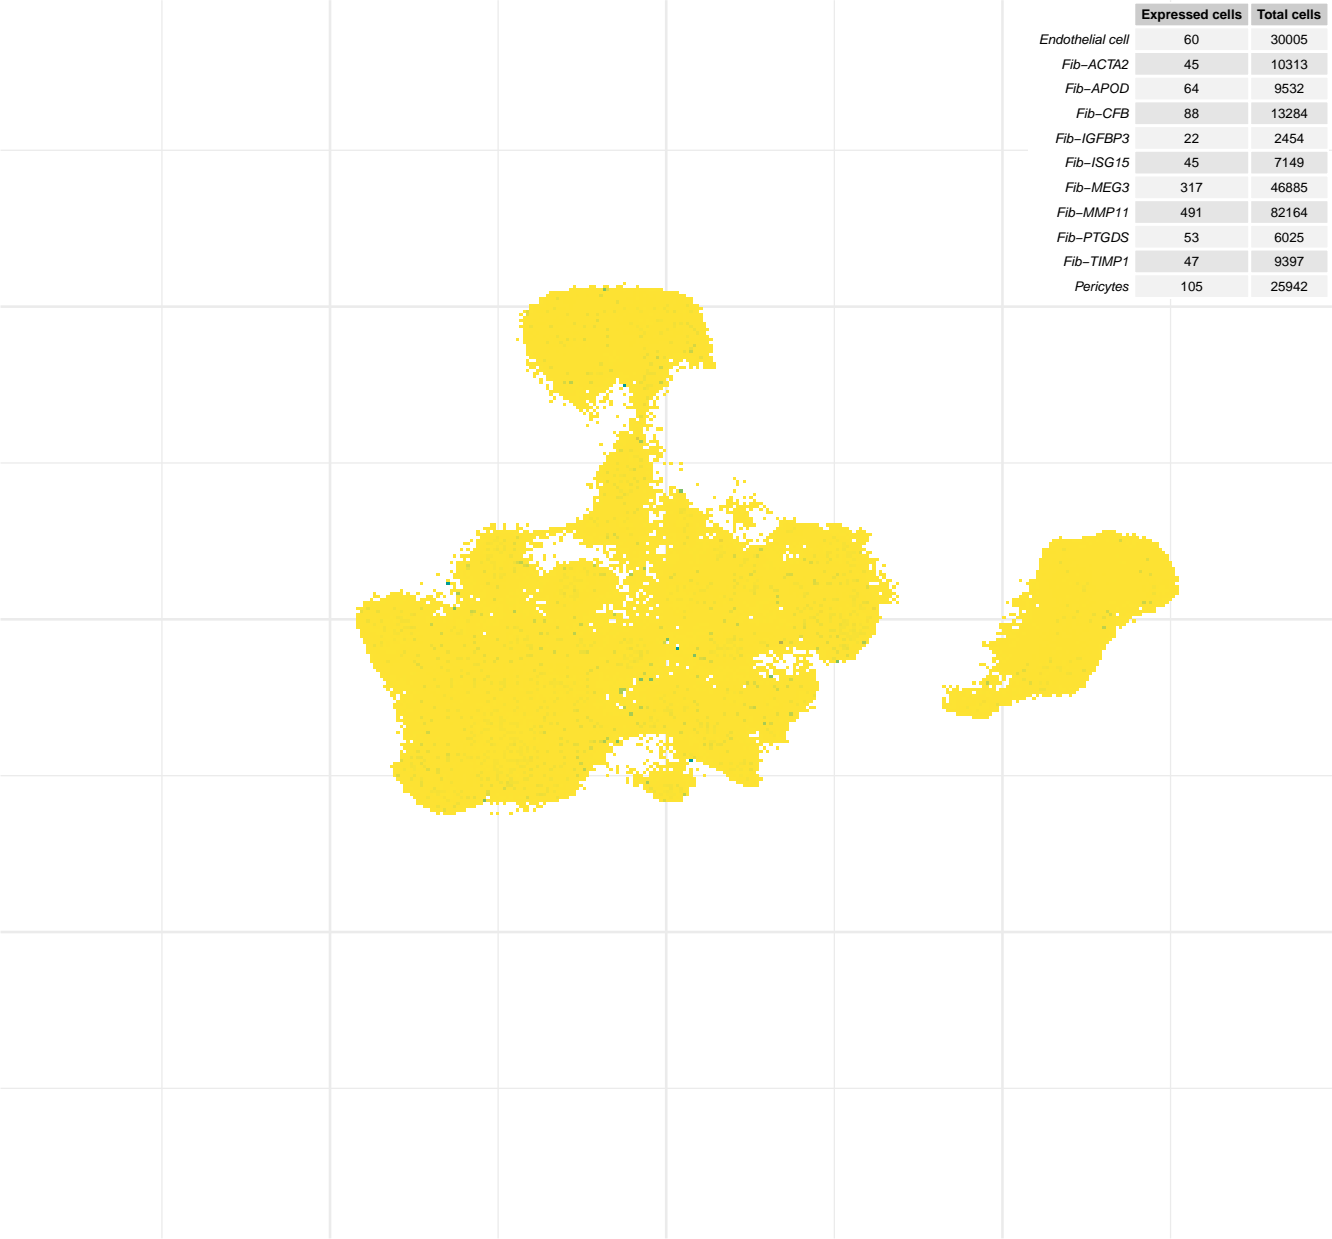 Expressed cells Total cells
Endothelial cell 60 30005
Fib−ACTA2 45 10313
Fib−APOD 64 9532
Fib−CFB 88 13284
Fib−IGFBP3 22 2454
Fib−ISG15 45 7149
Fib−MEG3 317 46885
Fib−MMP11 491 82164
Fib−PTGDS 53 6025
Fib−TIMP1 47 9397
Pericytes 105 25942